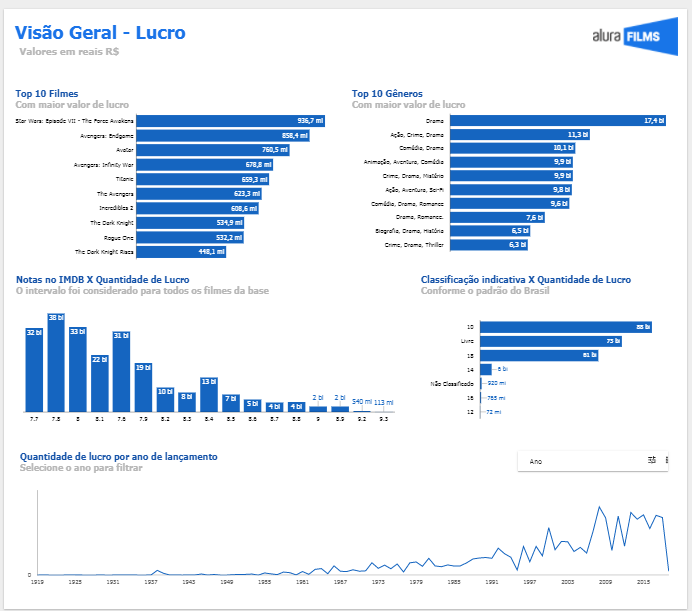 Visão Geral - Lucro
Valores em reais R$
alura FILMS
Top 10 Filmes
Com maior valor de lucro
Star Wars: Episode VII - The Force Awakens 936,7 mi
Avengers: Endgame 858,4 mi
Avatar 760,5 mi
Avengers: Infinity War 678,8 mi
Titanic 659,3 mi
The Avengers 623,3 mi
Incredibles 2 608,6 mi
The Dark Knight 534,9 mi
Rogue One 532,2 mi
The Dark Knight Rises 448,1 mi
Top 10 Gêneros
Com maior valor de lucro
Drama 17,4 bi
Ação, Crime, Drama 11,3 bi
Comédia, Drama 10,1 bi
Animação, Aventura, Comédia 9,9 bi
Crime, Drama, Mistério 9,9 bi
Ação, Aventura, Sci-Fi 9,8 bi
Comédia, Drama, Romance 9,6 bi
Drama, Romance. 7,6 bi
Biografia, Drama, História 6,5 bi
Crime, Drama, Thriller 6,3 bi
Notas no IMDB X Quantidade de Lucro
O intervalo foi considerado para todos os filmes da base
32 bi 38 bi 33 bi 22 bi 31 bi 19 bi 10 bi 8 bi 13 bi 7 bi 5 bi 4 bi 4 bi 2 bi 2 bi 540 mi 113 mi
7.7 7.8 8 8.1 7.6 7.9 8.2 8.3 8.4 8.5 8.6 8.7 8.8 9 8.9 9.2 9.3
Classificação indicativa X Quantidade de Lucro
Conforme o padrão do Brasil
10 88 bi
Livre 73 bi
18 61 bi
14 6 bi
Não Classificado 920 mi
16 765 mi
12 72 mi
Quantidade de lucro por ano de lançamento
Selecione o ano para filtrar
Ano
0
1919 1925 1931 1937 1943 1949 1955 1961 1967 1973 1979 1985 1991 1997 2003 2009 2015